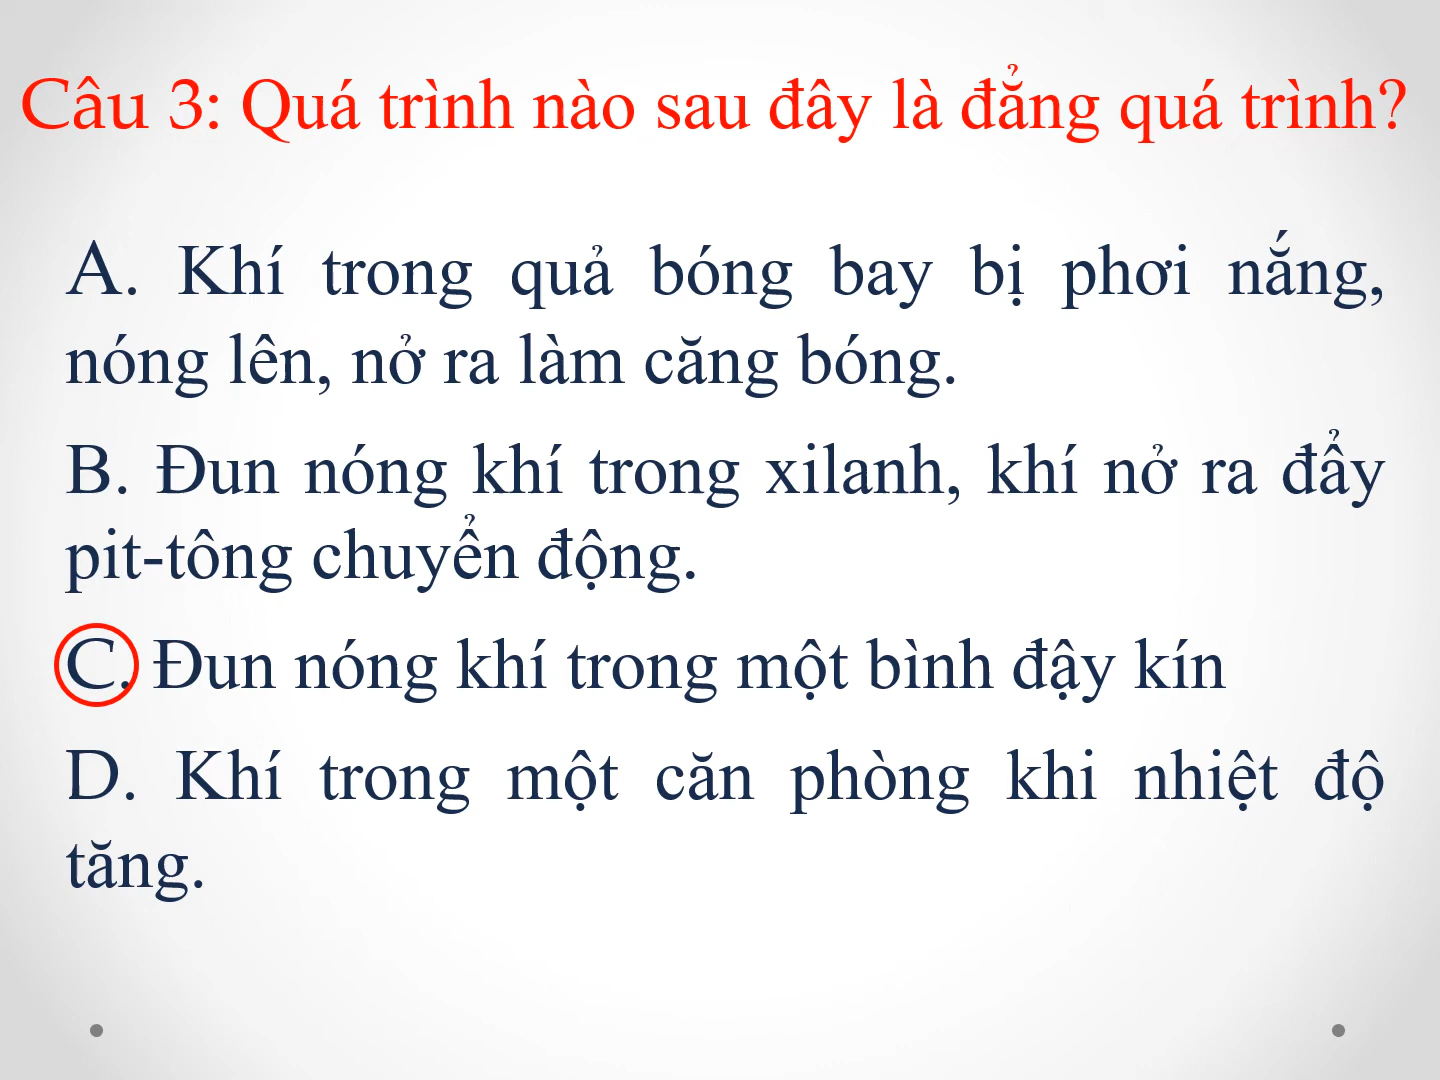 Câu 3: Quá trình nào sau đây là đẳng quá trình?
A. Khí trong quả bóng bay bị phơi nắng,
nóng lên, nở ra làm căng bóng.
B. Đun nóng khí trong xilanh, khí nở ra đẩy
pit-tông chuyển động.
C. Đun nóng khí trong một bình đậy kín
D. Khí trong một căn phòng khi nhiệt độ
tăng.